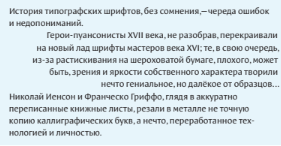 История типографских шрифтов, без сомнения,—череда ошибок
и недопониманий.
Герои-пуансонисты XVII века, не разобрав, перекраивали
на новый лад шрифты мастеров века XVI; те, в свою очередь,
из-за растискивания на шероховатой бумаге, плохого, может
быть, зрения и яркости собственного характера творили
нечто гениальное, но далёкое от образцов…
Николай Иенсон и Франческо Гриффо, глядя в аккуратно
переписанные книжные листы, резали в металле не точную
копию каллиграфических букв, а нечто, переработанное тех-
нологией и личностью.